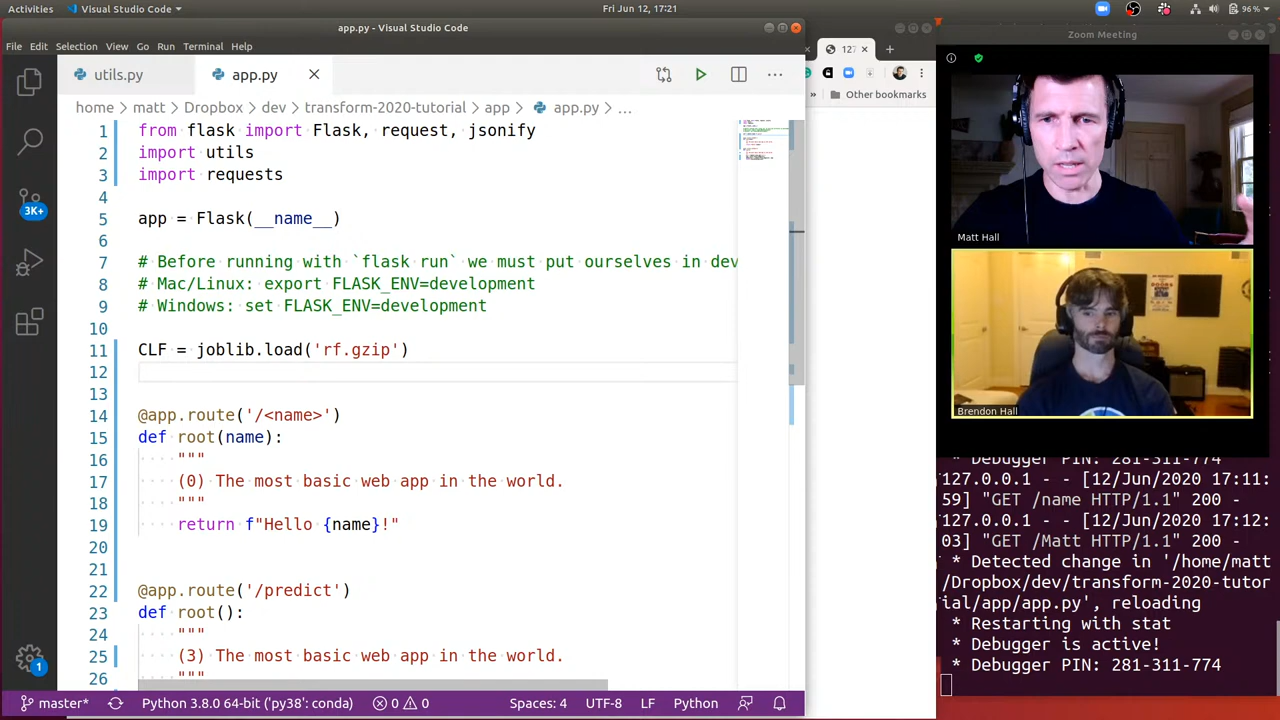 Activities
Visual Studio Code
Fri Jun 12, 17:21
96%
app.py - Visual Studio Code
File Edit Selection View Go Run Terminal Help
utils.py
app.py
home > matt > Dropbox > dev > transform-2020-tutorial > app > app.py > ...
1 from flask import Flask, request, jsonify
2 import utils
3 import requests
4
5 app = Flask(__name__)
6
7 # Before running with `flask run` we must put ourselves in dev
8 # Mac/Linux: export FLASK_ENV=development
9 # Windows: set FLASK_ENV=development
10
11 CLF = joblib.load('rf.gzip')
12
13
14 @app.route('/<name>')
15 def root(name):
16 """
17 (0) The most basic web app in the world.
18 """
19 return f"Hello {name}!"
20
21
22 @app.route('/predict')
23 def root():
24 """
25 (3) The most basic web app in the world.
26 """
3K+
1
master*
Python 3.8.0 64-bit ('py38': conda)
0 0
Spaces: 4
UTF-8
LF
Python
127
» Other bookmarks
Zoom Meeting
Matt Hall
Brendon Hall
* Debugger PIN: 281-311-774
127.0.0.1 - - [12/Jun/2020 17:11:
59] "GET /name HTTP/1.1" 200 -
127.0.0.1 - - [12/Jun/2020 17:12:
03] "GET /Matt HTTP/1.1" 200 -
* Detected change in '/home/matt
/Dropbox/dev/transform-2020-tutor
ial/app/app.py', reloading
* Restarting with stat
* Debugger is active!
* Debugger PIN: 281-311-774